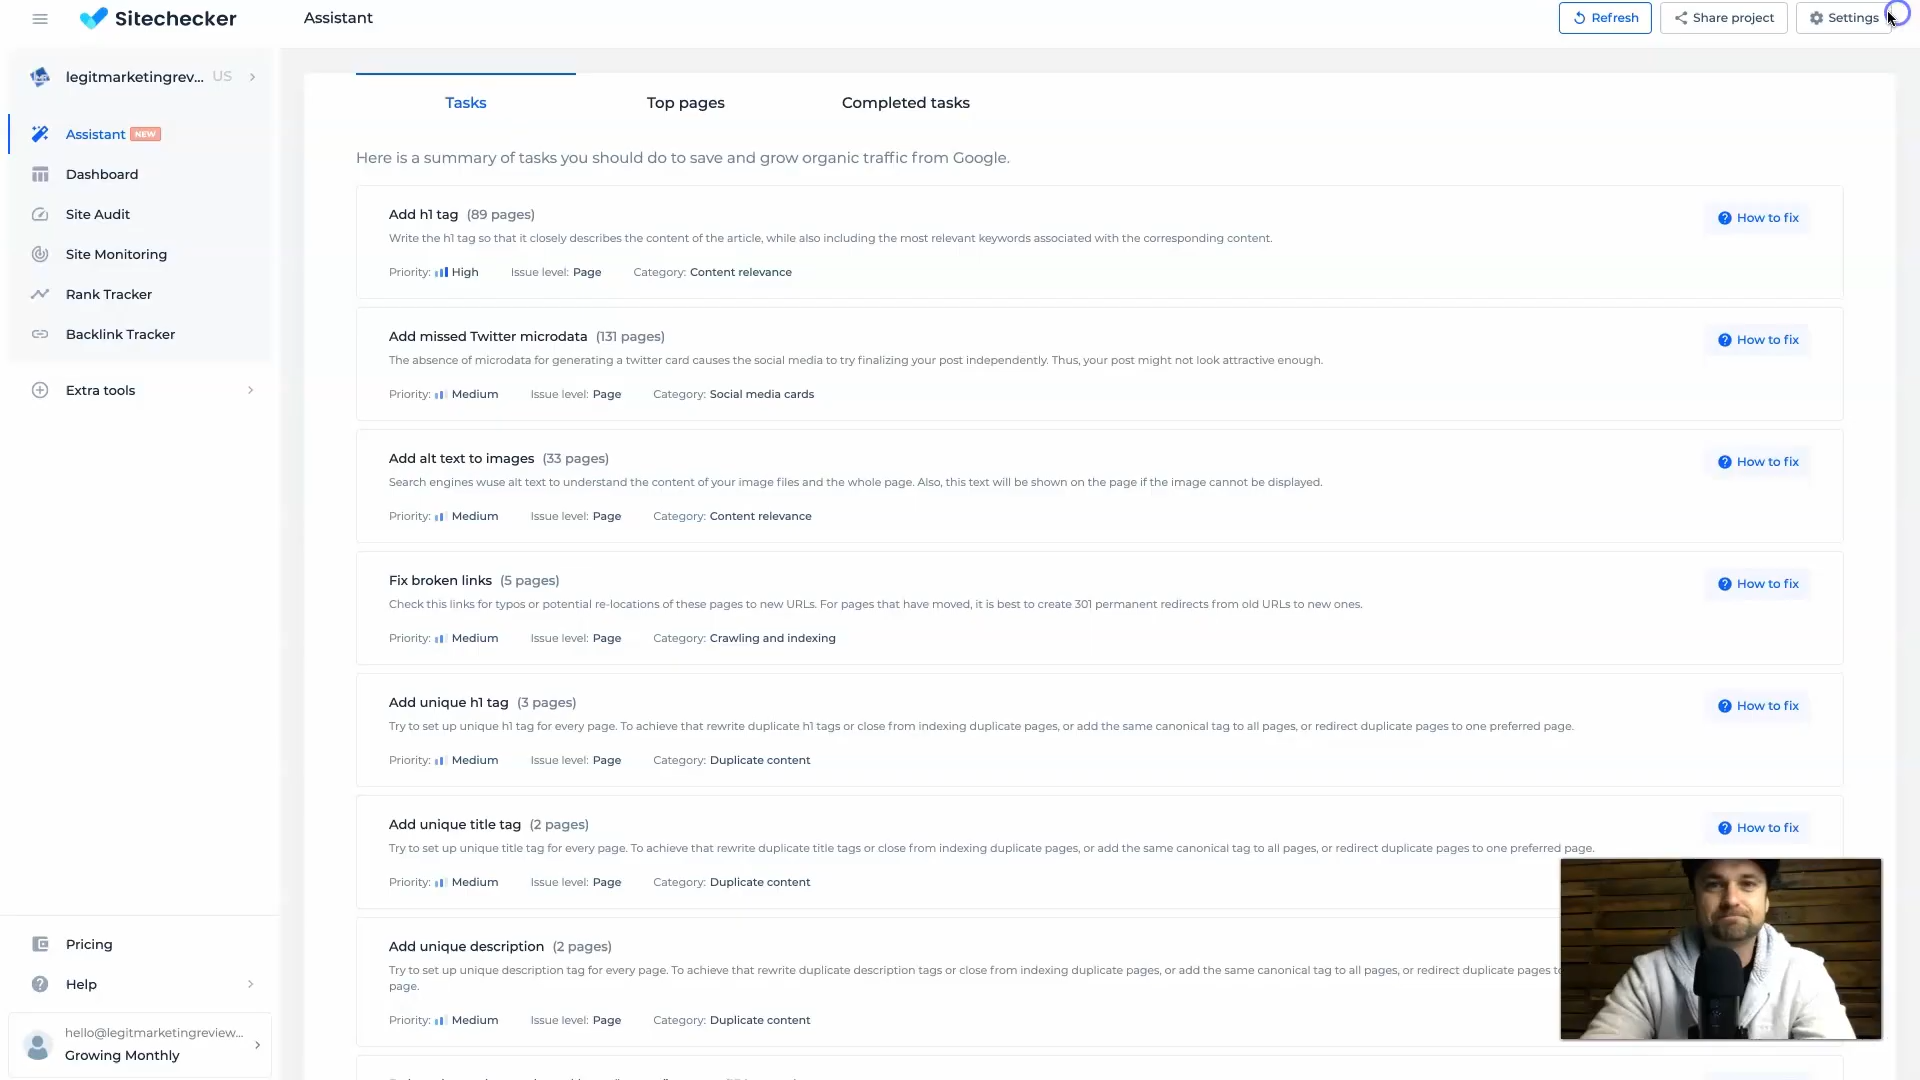 Sitechecker
Assistant
Refresh
Share project
Settings
legitmarketingrev... US
Assistant NEW
Dashboard
Site Audit
Site Monitoring
Rank Tracker
Backlink Tracker
Extra tools
Pricing
Help
hello@legitmarketingreview...
Growing Monthly
Tasks
Top pages
Completed tasks
Here is a summary of tasks you should do to save and grow organic traffic from Google.
Add h1 tag (89 pages)
How to fix
Write the h1 tag so that it closely describes the content of the article, while also including the most relevant keywords associated with the corresponding content.
Priority: High Issue level: Page Category: Content relevance
Add missed Twitter microdata (131 pages)
How to fix
The absence of microdata for generating a twitter card causes the social media to try finalizing your post independently. Thus, your post might not look attractive enough.
Priority: Medium Issue level: Page Category: Social media cards
Add alt text to images (33 pages)
How to fix
Search engines wuse alt text to understand the content of your image files and the whole page. Also, this text will be shown on the page if the image cannot be displayed.
Priority: Medium Issue level: Page Category: Content relevance
Fix broken links (5 pages)
How to fix
Check this links for typos or potential re-locations of these pages to new URLs. For pages that have moved, it is best to create 301 permanent redirects from old URLs to new ones.
Priority: Medium Issue level: Page Category: Crawling and indexing
Add unique h1 tag (3 pages)
How to fix
Try to set up unique h1 tag for every page. To achieve that rewrite duplicate h1 tags or close from indexing duplicate pages, or add the same canonical tag to all pages, or redirect duplicate pages to one preferred page.
Priority: Medium Issue level: Page Category: Duplicate content
Add unique title tag (2 pages)
How to fix
Try to set up unique title tag for every page. To achieve that rewrite duplicate title tags or close from indexing duplicate pages, or add the same canonical tag to all pages, or redirect duplicate pages to one preferred page.
Priority: Medium Issue level: Page Category: Duplicate content
Add unique description (2 pages)
Try to set up unique description tag for every page. To achieve that rewrite duplicate description tags or close from indexing duplicate pages, or add the same canonical tag to all pages, or redirect duplicate pages
page.
Priority: Medium Issue level: Page Category: Duplicate content